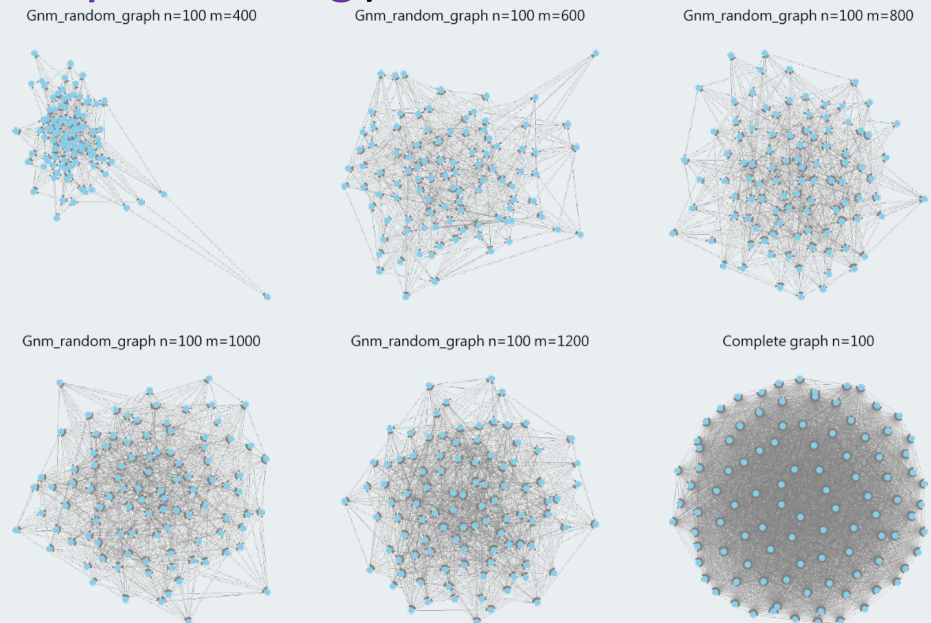 Gnm_random_graph n=100 m=400
Gnm_random_graph n=100 m=600
Gnm_random_graph n=100 m=800
Gnm_random_graph n=100 m=1000
Gnm_random_graph n=100 m=1200
Complete graph n=100